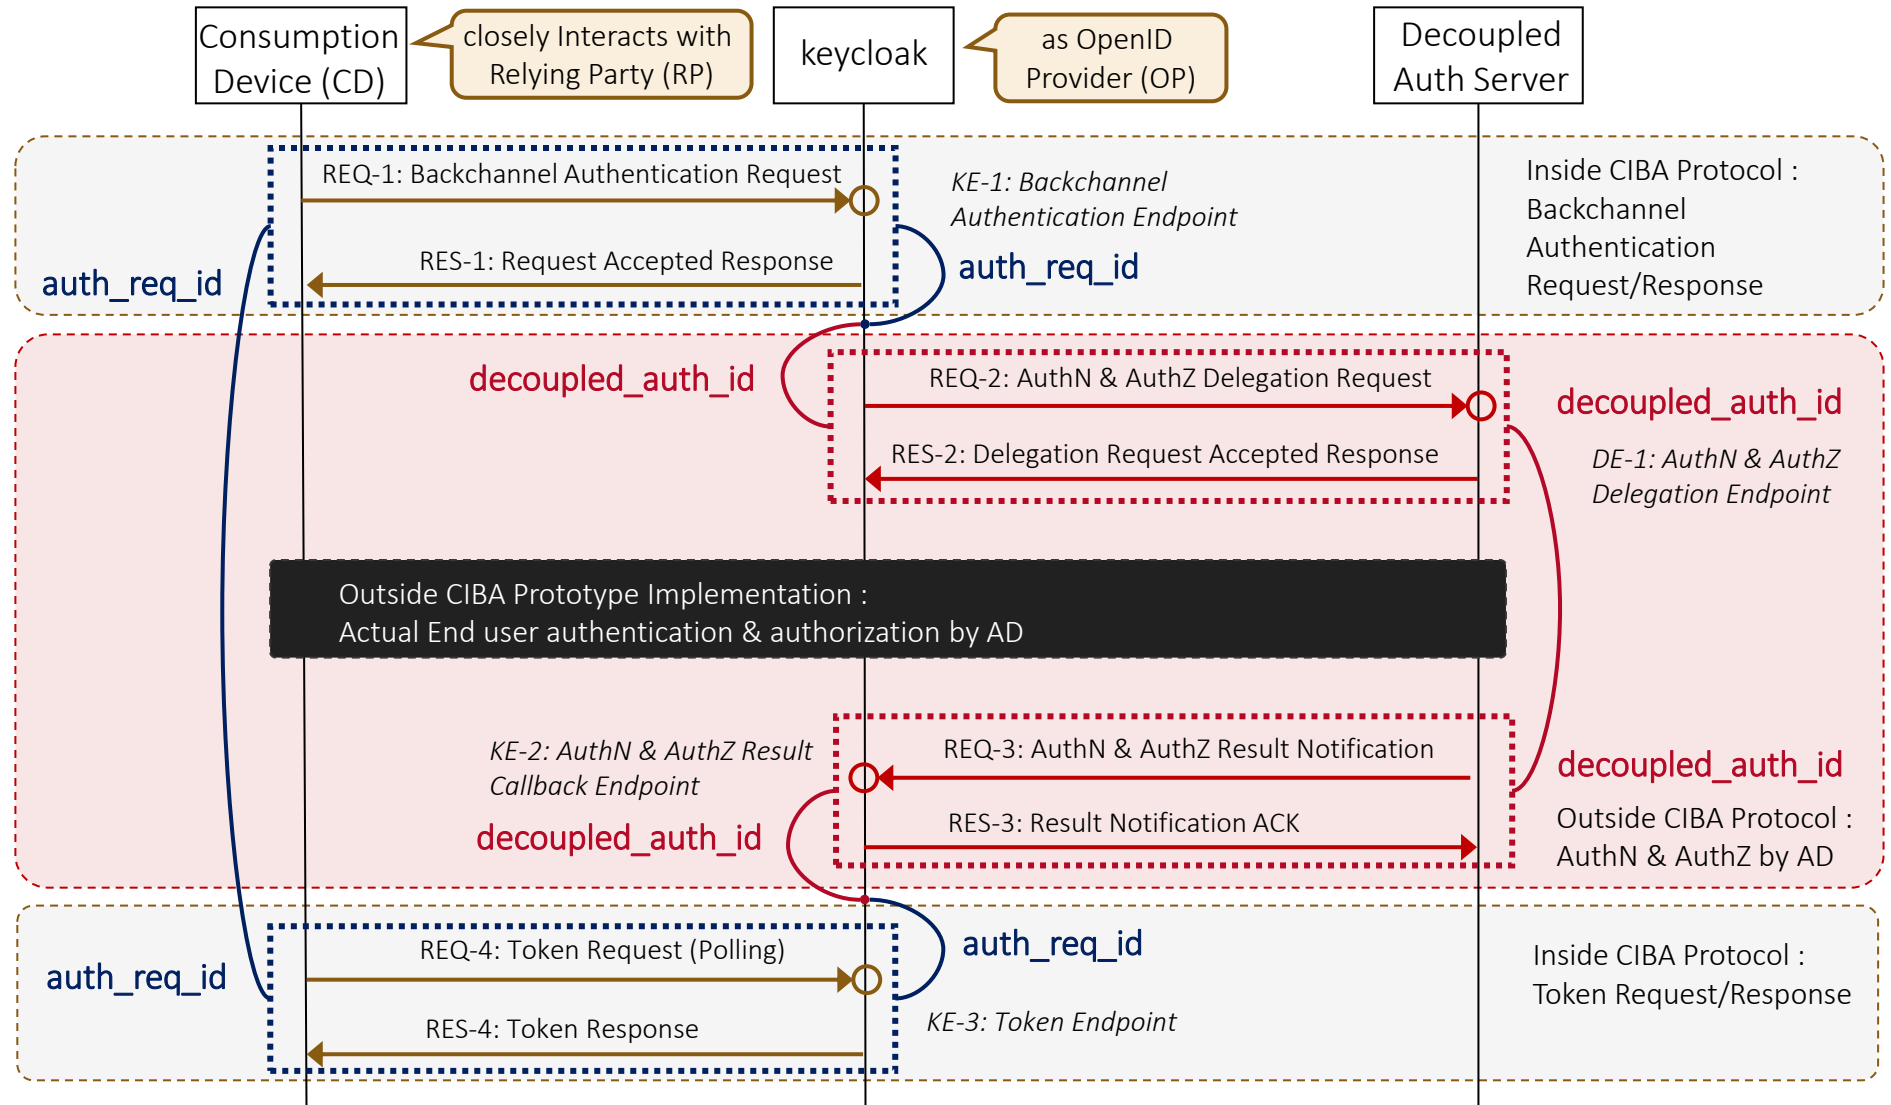 Consumption
Device (CD)
closely Interacts with
Relying Party (RP)
keycloak
as OpenID
Provider (OP)
Decoupled
Auth Server
REQ-1: Backchannel Authentication Request
KE-1: Backchannel
Authentication Endpoint
Inside CIBA Protocol :
Backchannel
Authentication
Request/Response
RES-1: Request Accepted Response
auth_req_id
auth_req_id
decoupled_auth_id
REQ-2: AuthN & AuthZ Delegation Request
decoupled_auth_id
RES-2: Delegation Request Accepted Response
DE-1: AuthN & AuthZ
Delegation Endpoint
Outside CIBA Prototype Implementation :
Actual End user authentication & authorization by AD
KE-2: AuthN & AuthZ Result
Callback Endpoint
REQ-3: AuthN & AuthZ Result Notification
decoupled_auth_id
decoupled_auth_id
RES-3: Result Notification ACK
Outside CIBA Protocol :
AuthN & AuthZ by AD
REQ-4: Token Request (Polling)
auth_req_id
auth_req_id
Inside CIBA Protocol :
Token Request/Response
RES-4: Token Response
KE-3: Token Endpoint